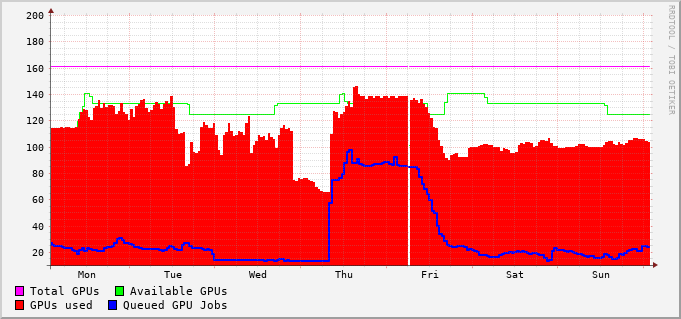 200
180
160
140
120
100
80
60
40
20
Mon Tue Wed Thu Fri Sat Sun
Total GPUs Available GPUs
GPUs used Queued GPU Jobs
RRDTOOL / TOBI OETIKER